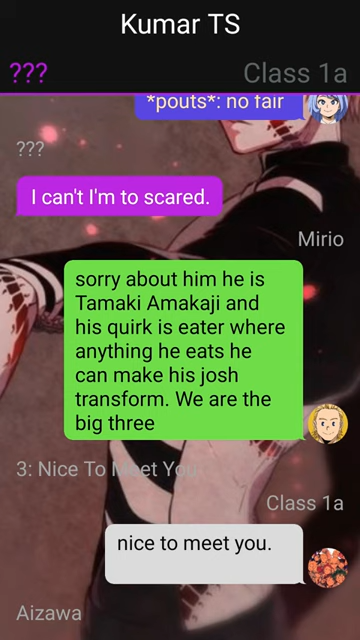 Kumar TS
???
Class 1a
*pouts*: no fair
???
I can't I'm to scared.
Mirio
sorry about him he is
Tamaki Amakaji and
his quirk is eater where
anything he eats he
can make his josh
transform. We are the
big three
3: Nice To Meet You
Class 1a
nice to meet you.
Aizawa